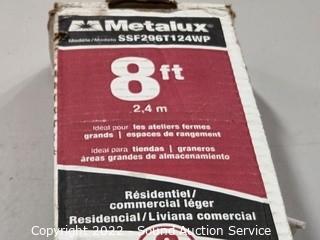 Metalux®
Modèle/Modelo SSF296T124WP
8ft
2,4 m
Idéal pour les ateliers fermes
grands | espaces de rangement
Ideal para tiendas | graneros
áreas grandes de almacenamiento
Résidentiel/
commercial léger
Residencial/Liviana comercial
Copyright 2022 - Sound Auction Service